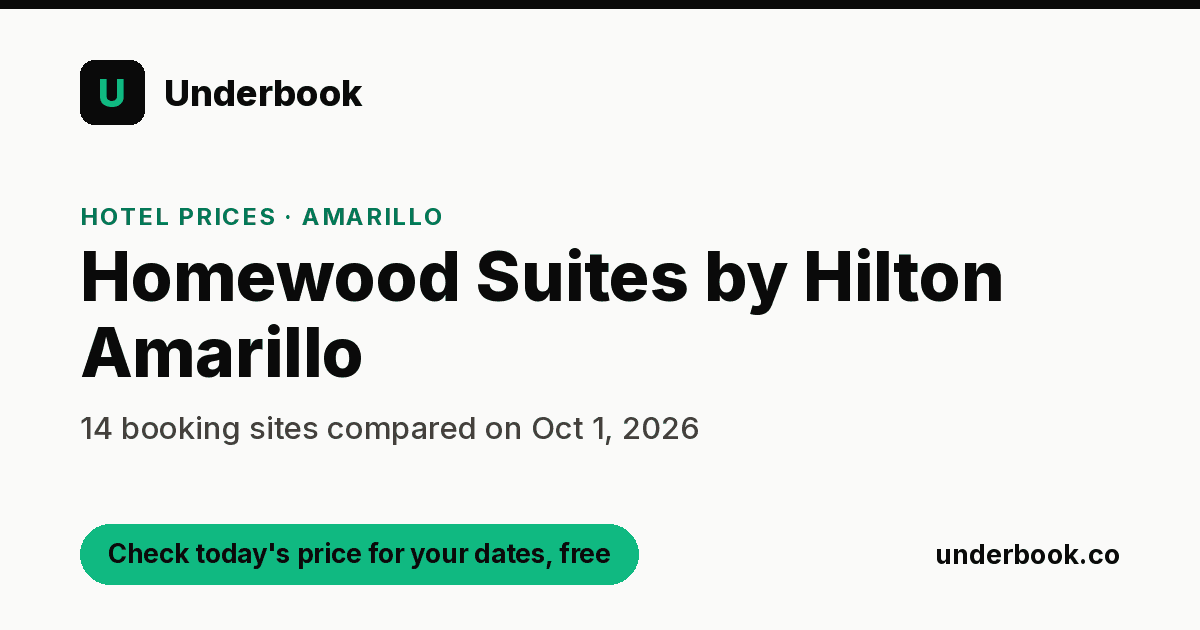 U Underbook
HOTEL PRICES · AMARILLO
Homewood Suites by Hilton
Amarillo
14 booking sites compared on Oct 1, 2026
Check today's price for your dates, free
underbook.co